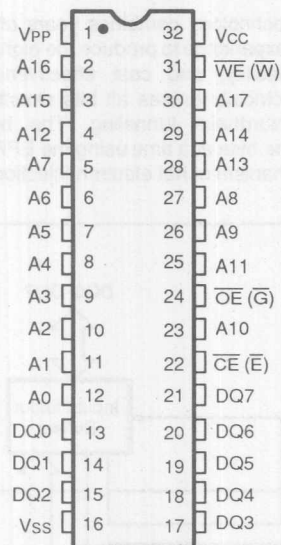 VPP 1 32 VCC
A16 2 31 WE (W)
A15 3 30 A17
A12 4 29 A14
A7 5 28 A13
A6 6 27 A8
A5 7 26 A9
A4 8 25 A11
A3 9 24 OE (G)
A2 10 23 A10
A1 11 22 CE (E)
A0 12 21 DQ7
DQ0 13 20 DQ6
DQ1 14 19 DQ5
DQ2 15 18 DQ4
VSS 16 17 DQ3